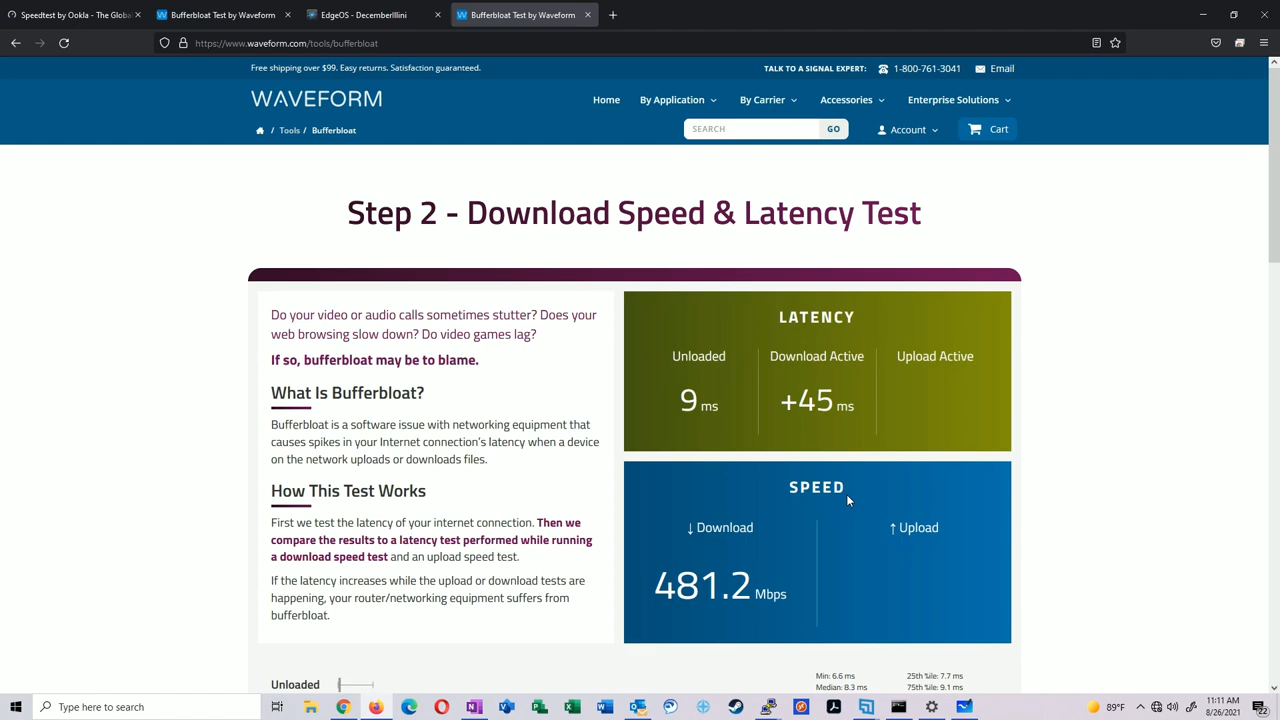 Speedtest by Ookla - The Globa
Bufferbloat Test by Waveform
EdgeOS - DecemberIlini
Bufferbloat Test by Waveform
https://www.waveform.com/tools/bufferbloat
Free shipping over $99. Easy returns. Satisfaction guaranteed.
TALK TO A SIGNAL EXPERT: 1-800-761-3041 Email
WAVEFORM
Home By Application By Carrier Accessories Enterprise Solutions
/ Tools / Bufferbloat
SEARCH GO Account Cart
Step 2 - Download Speed & Latency Test
Do your video or audio calls sometimes stutter? Does your
web browsing slow down? Do video games lag?
If so, bufferbloat may be to blame.
What Is Bufferbloat?
Bufferbloat is a software issue with networking equipment that
causes spikes in your Internet connection's latency when a device
on the network uploads or downloads files.
How This Test Works
First we test the latency of your internet connection. Then we
compare the results to a latency test performed while running
a download speed test and an upload speed test.
If the latency increases while the upload or download tests are
happening, your router/networking equipment suffers from
bufferbloat.
LATENCY
Unloaded Download Active Upload Active
9 ms +45 ms
SPEED
↓ Download ↑ Upload
481.2 Mbps
Unloaded
Min: 6.6 ms 25th %ile: 7.7 ms
Median: 8.3 ms 75th %ile: 9.1 ms
Type here to search
89°F
11:11 AM
8/26/2021
22